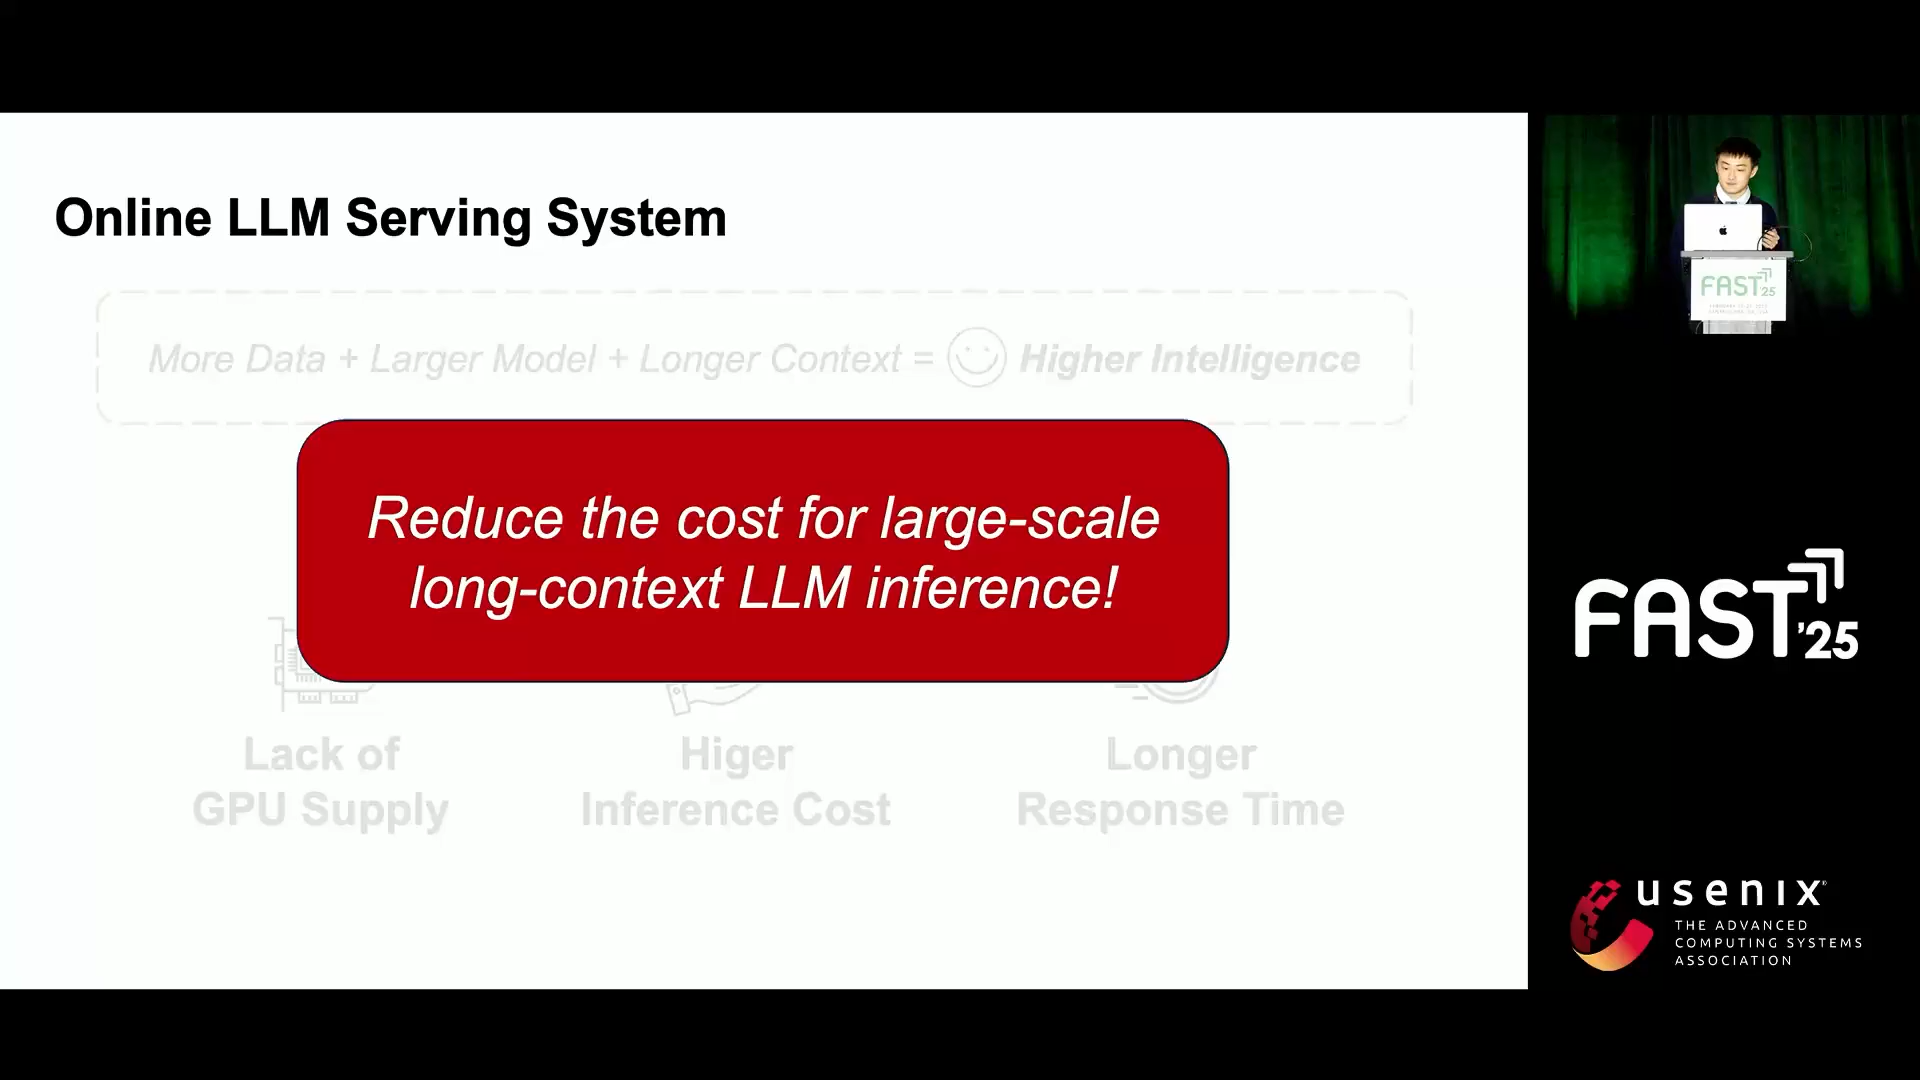 Online LLM Serving System
More Data + Larger Model + Longer Context = Higher Intelligence
Reduce the cost for large-scale
long-context LLM inference!
Lack of
GPU Supply
Higer
Inference Cost
Longer
Response Time
FAST '25
FAST '25
usenix
THE ADVANCED
COMPUTING SYSTEMS
ASSOCIATION